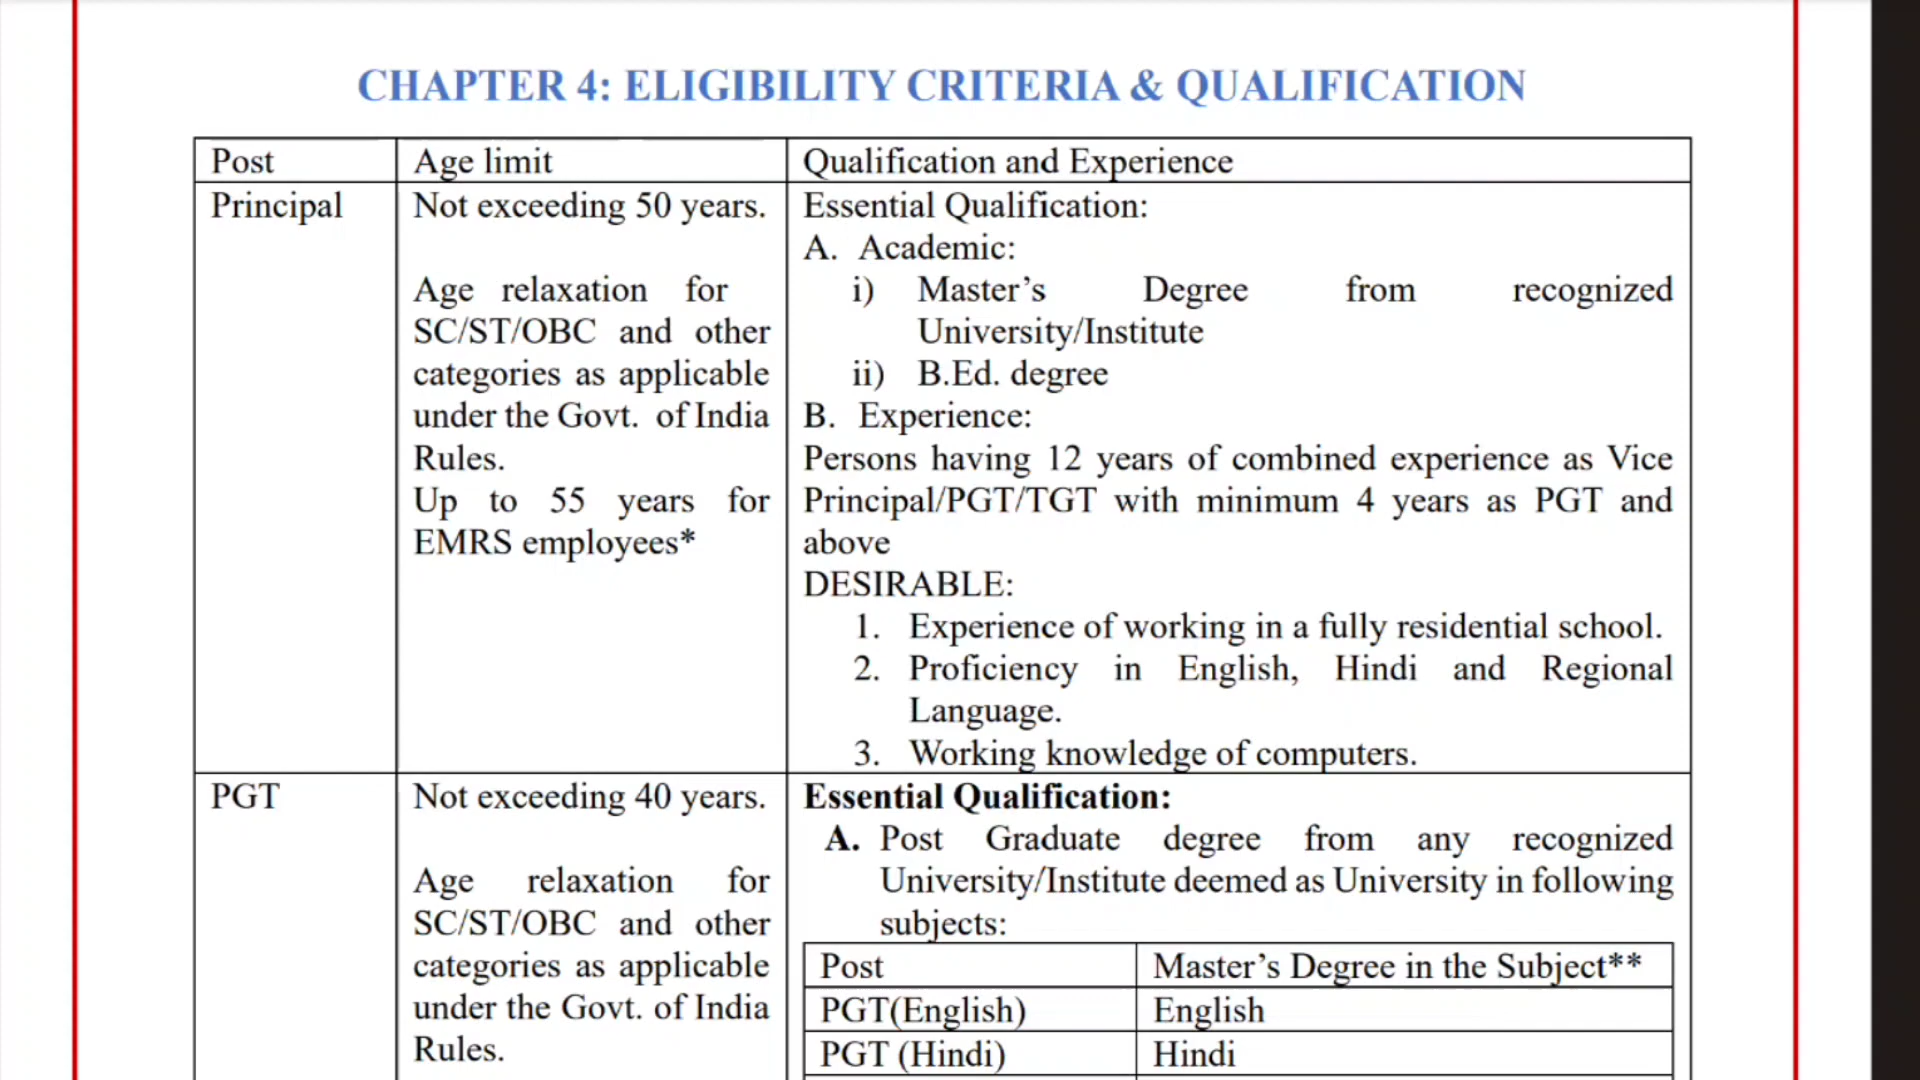 CHAPTER 4: ELIGIBILITY CRITERIA & QUALIFICATION
Post
Age limit
Qualification and Experience
Principal
Not exceeding 50 years.
Age relaxation for
SC/ST/OBC and other
categories as applicable
under the Govt. of India
Rules.
Up to 55 years for
EMRS employees*
Essential Qualification:
A. Academic:
i) Master’s Degree from recognized
University/Institute
ii) B.Ed. degree
B. Experience:
Persons having 12 years of combined experience as Vice
Principal/PGT/TGT with minimum 4 years as PGT and
above
DESIRABLE:
1. Experience of working in a fully residential school.
2. Proficiency in English, Hindi and Regional
Language.
3. Working knowledge of computers.
PGT
Not exceeding 40 years.
Age relaxation for
SC/ST/OBC and other
categories as applicable
under the Govt. of India
Rules.
Essential Qualification:
A. Post Graduate degree from any recognized
University/Institute deemed as University in following
subjects:
Post
Master’s Degree in the Subject**
PGT(English)
English
PGT (Hindi)
Hindi